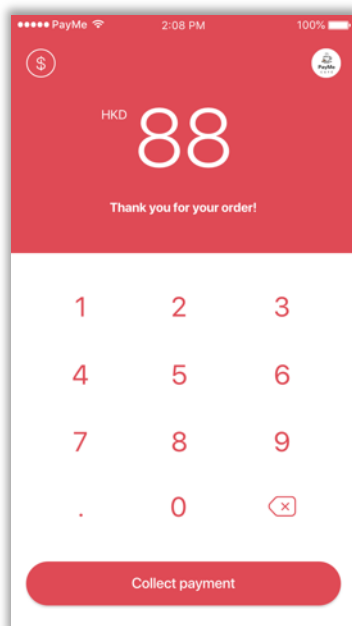 PayMe 2:08 PM 100%
$
PayMe
HKD 88
Thank you for your order!
1 2 3
4 5 6
7 8 9
. 0
Collect payment